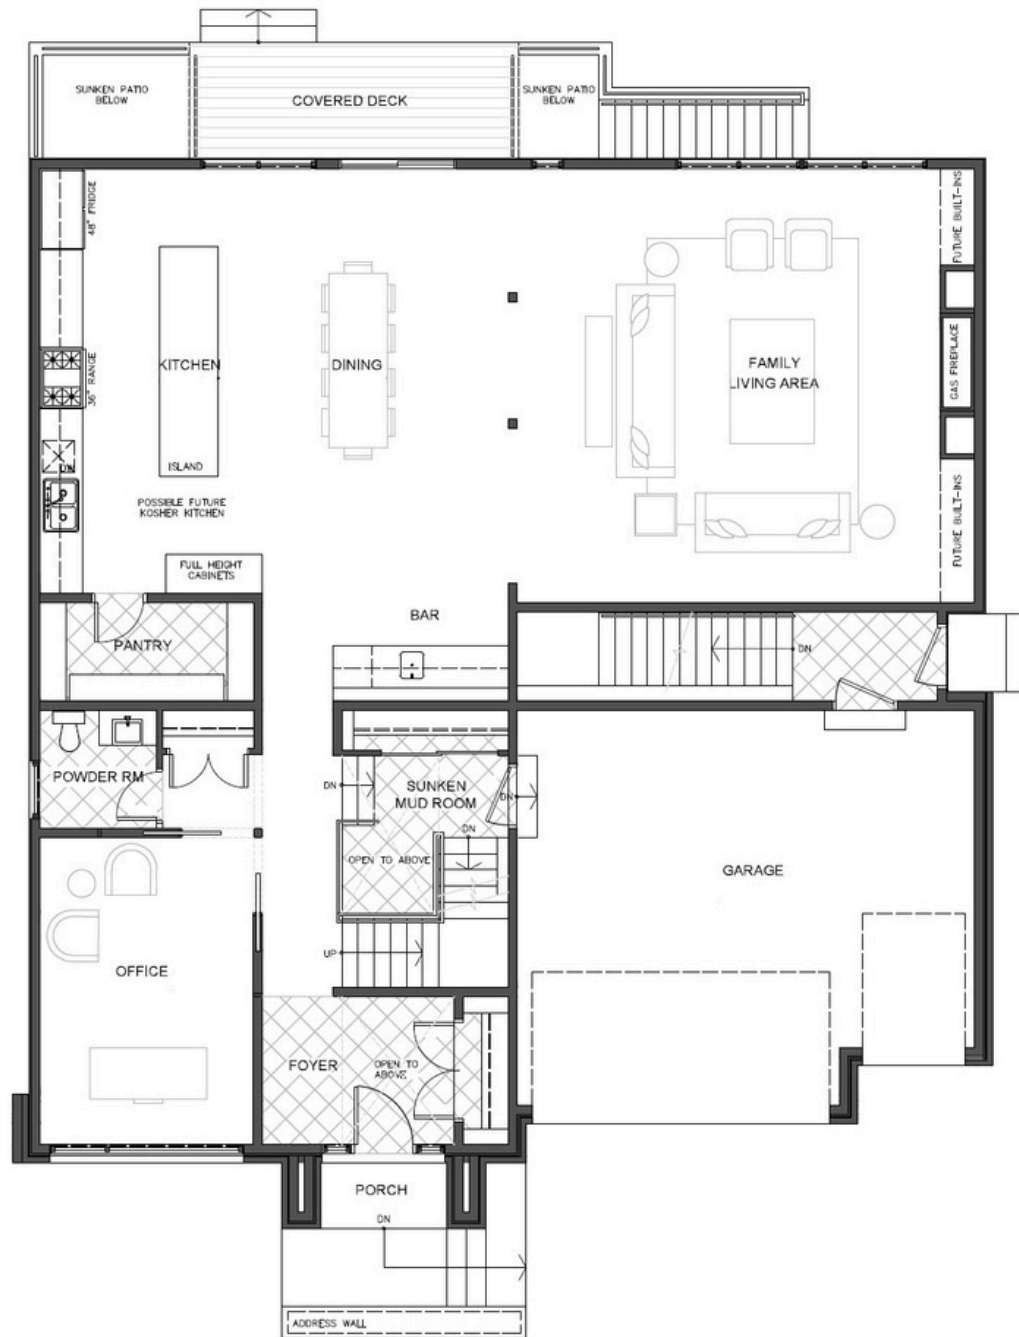 SUNKEN PATIO
BELOW
COVERED DECK
SUNKEN PATIO
BELOW
48" FRIDGE
FUTURE BUILT-INS
36" RANGE
KITCHEN
DINING
FAMILY
LIVING AREA
GAS FIREPLACE
DW
ISLAND
POSSIBLE FUTURE
KOSHER KITCHEN
FUTURE BUILT-INS
FULL HEIGHT
CABINETS
BAR
PANTRY
DN
POWDER RM
DN
SUNKEN
MUD ROOM
DN
DN
OPEN TO ABOVE
GARAGE
UP
OFFICE
FOYER
OPEN TO
ABOVE
PORCH
DN
ADDRESS WALL